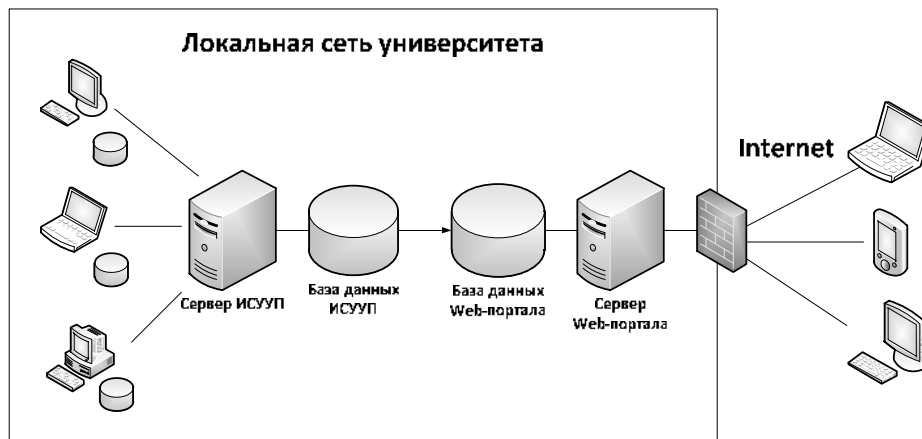 Локальная сеть университета
Internet
Сервер ИСУУП
База данных
ИСУУП
База данных
Web-портала
Сервер
Web-портала